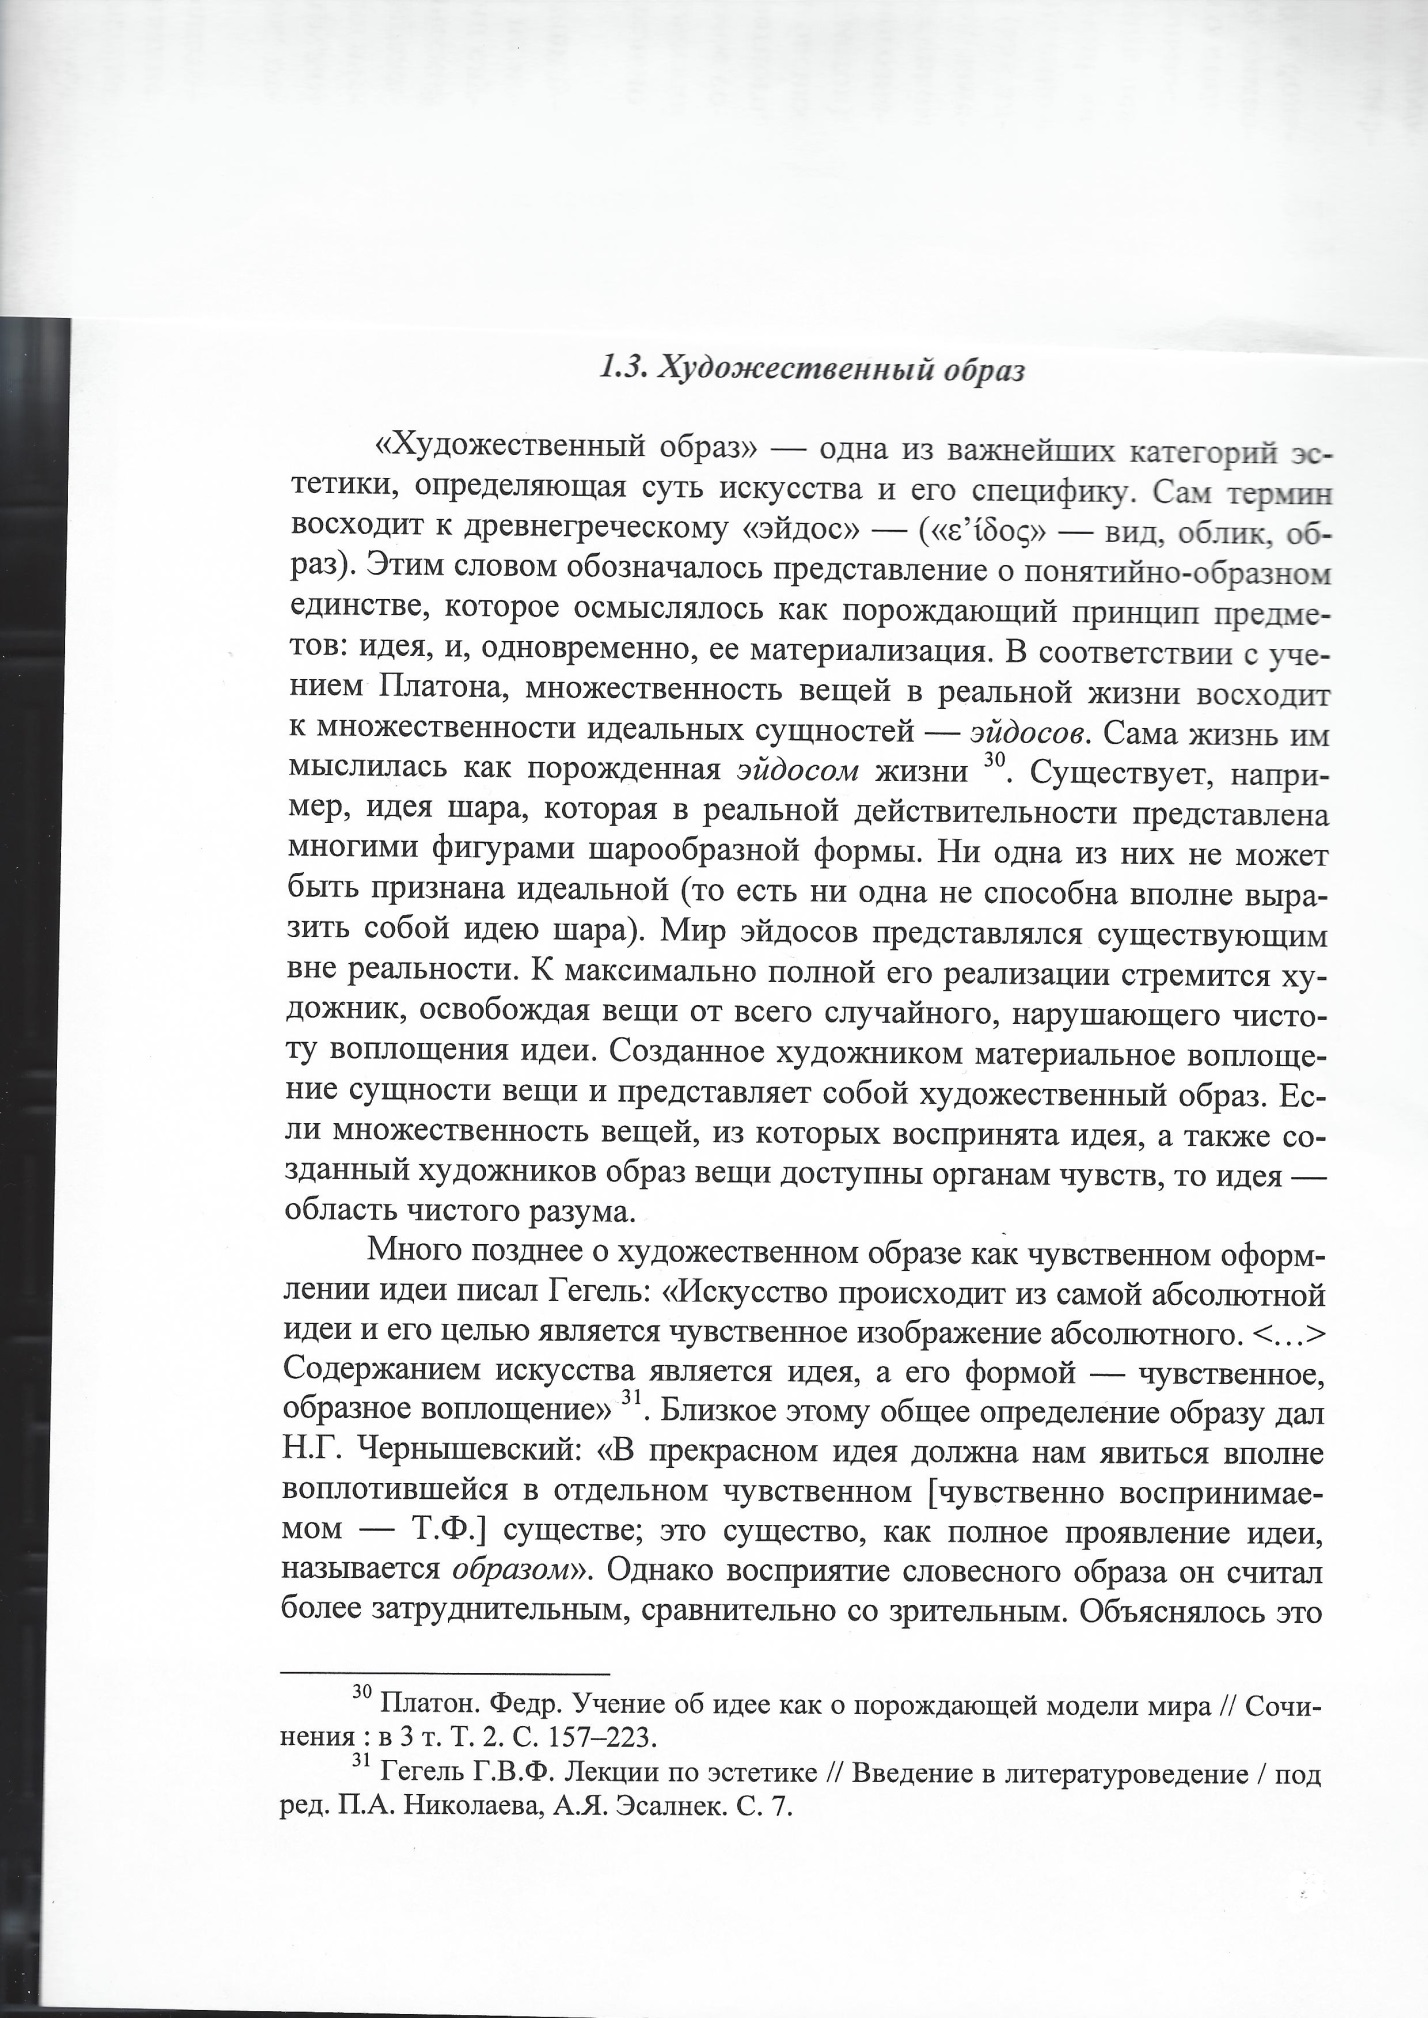 1.3. Художественный образ
«Художественный образ» — одна из важнейших категорий эс-
тетики, определяющая суть искусства и его специфику. Сам термин
восходит к древнегреческому «эйдос» — («ε’ίδος» — вид, облик, об-
раз). Этим словом обозначалось представление о понятийно-образном
единстве, которое осмыслялось как порождающий принцип предме-
тов: идея, и, одновременно, ее материализация. В соответствии с уче-
нием Платона, множественность вещей в реальной жизни восходит
к множественности идеальных сущностей — эйдосов. Сама жизнь им
мыслилась как порожденная эйдосом жизни 30. Существует, напри-
мер, идея шара, которая в реальной действительности представлена
многими фигурами шарообразной формы. Ни одна из них не может
быть признана идеальной (то есть ни одна не способна вполне выра-
зить собой идею шара). Мир эйдосов представлялся существующим
вне реальности. К максимально полной его реализации стремится ху-
дожник, освобождая вещи от всего случайного, нарушающего чисто-
ту воплощения идеи. Созданное художником материальное воплоще-
ние сущности вещи и представляет собой художественный образ. Ес-
ли множественность вещей, из которых воспринята идея, а также со-
зданный художников образ вещи доступны органам чувств, то идея —
область чистого разума.
Много позднее о художественном образе как чувственном оформ-
лении идеи писал Гегель: «Искусство происходит из самой абсолютной
идеи и его целью является чувственное изображение абсолютного. <...>
Содержанием искусства является идея, а его формой — чувственное,
образное воплощение» 31. Близкое этому общее определение образу дал
Н.Г. Чернышевский: «В прекрасном идея должна нам явиться вполне
воплотившейся в отдельном чувственном [чувственно воспринимае-
мом — Т.Ф.] существе; это существо, как полное проявление идеи,
называется образом». Однако восприятие словесного образа он считал
более затруднительным, сравнительно со зрительным. Объяснялось это
30 Платон. Федр. Учение об идее как о порождающей модели мира // Сочи-
нения : в 3 т. Т. 2. С. 157–223.
31 Гегель Г.В.Ф. Лекции по эстетике // Введение в литературоведение / под
ред. П.А. Николаева, А.Я. Эсалнек. С. 7.